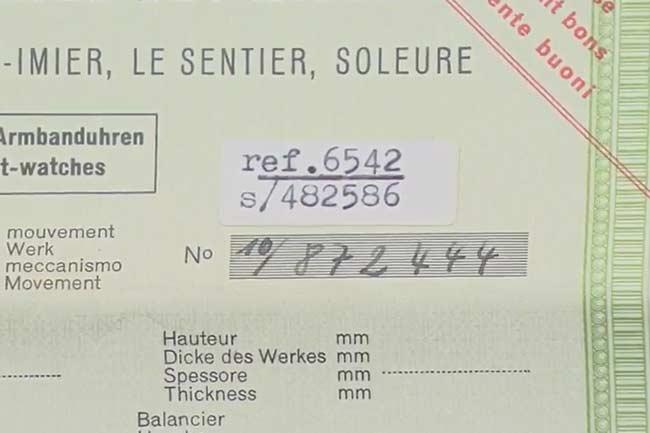 -IMIER, LE SENTIER, SOLEURE
ente buoni
nt bons
Armbanduhren
t-watches
ref.6542
s/482586
mouvement
Werk
meccanismo
Movement
No 10/ 872444
Hauteur mm
Dicke des Werkes mm
Spessore mm
Thickness mm
Balancier